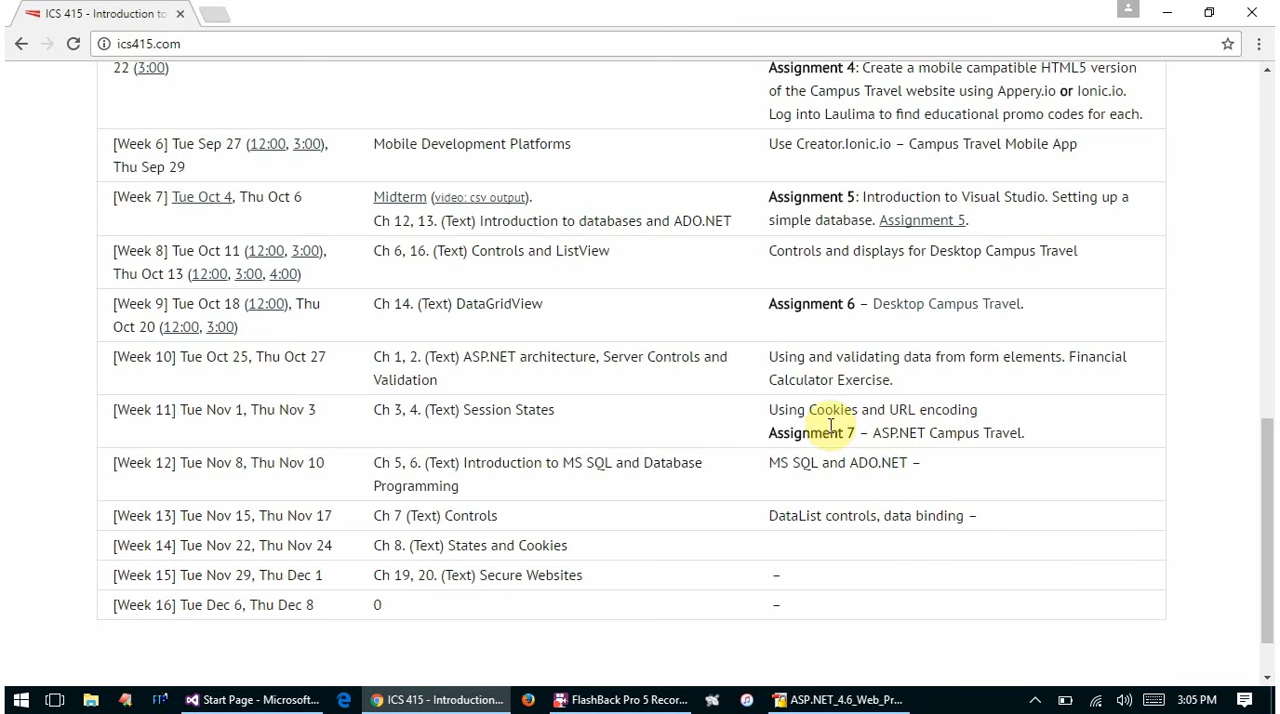 ICS 415 - Introduction to
ics415.com
22 (3:00)
Assignment 4: Create a mobile campatible HTML5 version
of the Campus Travel website using Appery.io or Ionic.io.
Log into Laulima to find educational promo codes for each.
[Week 6] Tue Sep 27 (12:00, 3:00),
Thu Sep 29
Mobile Development Platforms
Use Creator.Ionic.io – Campus Travel Mobile App
[Week 7] Tue Oct 4, Thu Oct 6
Midterm (video: csv output).
Ch 12, 13. (Text) Introduction to databases and ADO.NET
Assignment 5: Introduction to Visual Studio. Setting up a
simple database. Assignment 5.
[Week 8] Tue Oct 11 (12:00, 3:00),
Thu Oct 13 (12:00, 3:00, 4:00)
Ch 6, 16. (Text) Controls and ListView
Controls and displays for Desktop Campus Travel
[Week 9] Tue Oct 18 (12:00), Thu
Oct 20 (12:00, 3:00)
Ch 14. (Text) DataGridView
Assignment 6 – Desktop Campus Travel.
[Week 10] Tue Oct 25, Thu Oct 27
Ch 1, 2. (Text) ASP.NET architecture, Server Controls and
Validation
Using and validating data from form elements. Financial
Calculator Exercise.
[Week 11] Tue Nov 1, Thu Nov 3
Ch 3, 4. (Text) Session States
Using Cookies and URL encoding
Assignment 7 – ASP.NET Campus Travel.
[Week 12] Tue Nov 8, Thu Nov 10
Ch 5, 6. (Text) Introduction to MS SQL and Database
Programming
MS SQL and ADO.NET –
[Week 13] Tue Nov 15, Thu Nov 17
Ch 7 (Text) Controls
DataList controls, data binding –
[Week 14] Tue Nov 22, Thu Nov 24
Ch 8. (Text) States and Cookies
[Week 15] Tue Nov 29, Thu Dec 1
Ch 19, 20. (Text) Secure Websites
–
[Week 16] Tue Dec 6, Thu Dec 8
0
–
Start Page - Microsoft...
ICS 415 - Introduction...
FlashBack Pro 5 Recor...
ASP.NET_4.6_Web_Pr...
3:05 PM